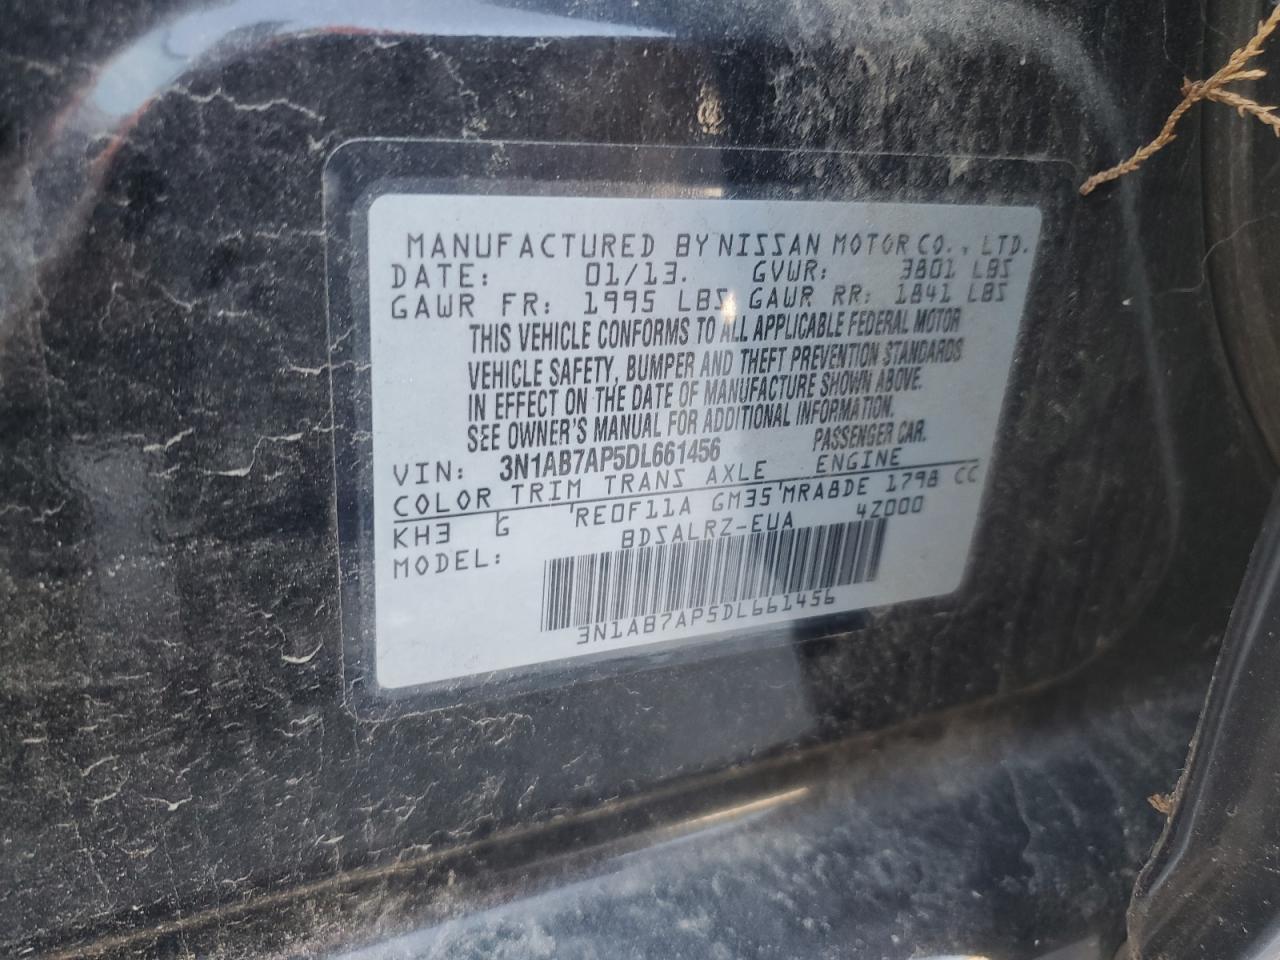 MANUFACTURED BY NISSAN MOTOR CO., LTD.
DATE: 01/13. GVWR: 3801 LBS
GAWR FR: 1995 LBS GAWR RR: 1841 LBS
THIS VEHICLE CONFORMS TO ALL APPLICABLE FEDERAL MOTOR
VEHICLE SAFETY, BUMPER AND THEFT PREVENTION STANDARDS
IN EFFECT ON THE DATE OF MANUFACTURE SHOWN ABOVE.
SEE OWNER'S MANUAL FOR ADDITIONAL INFORMATION.
VIN: 3N1AB7AP5DL661456 PASSENGER CAR.
COLOR TRIM TRANS AXLE ENGINE
KH3 G RE0F11A GM35 MRA8DE 1798 CC
MODEL: BDSALRZ-EUA 4Z000
3N1AB7AP5DL661456